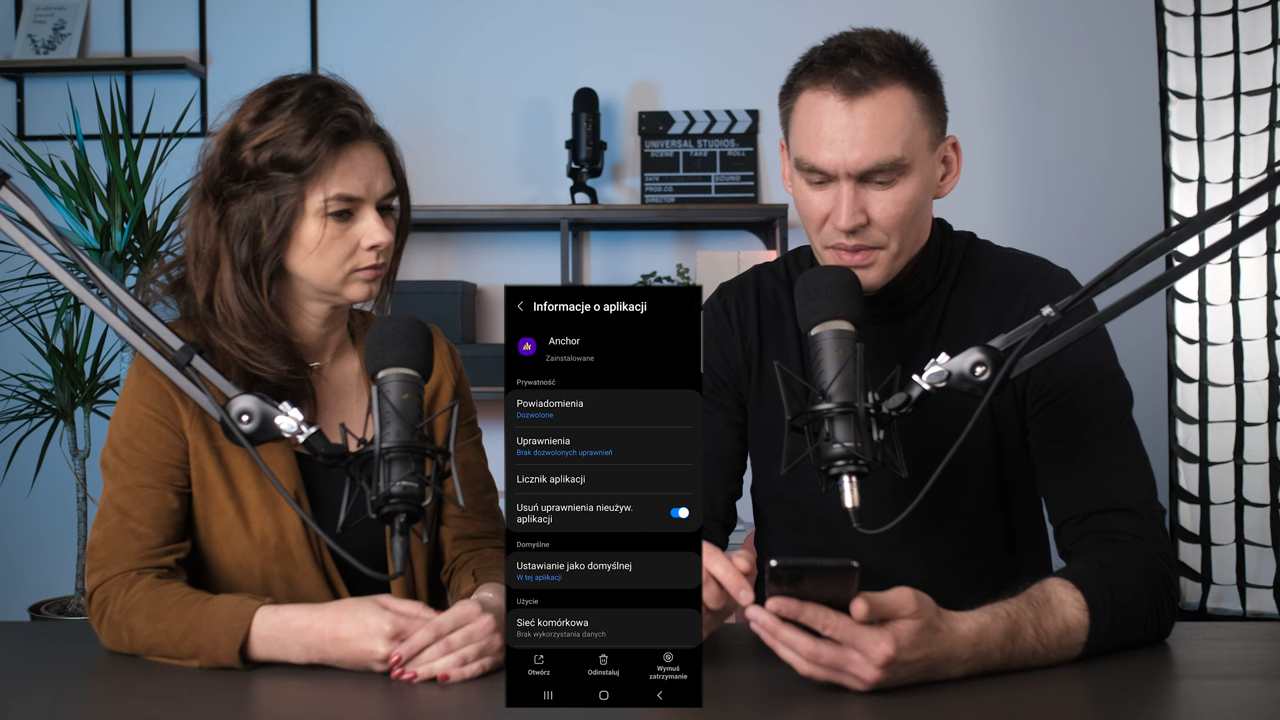 UNIVERSAL STUDIOS
SCENE TAKE ROLL
DATE SOUND
PROD.CO.
DIRECTOR
Informacje o aplikacji
Anchor
Zainstalowane
Prywatność
Powiadomienia
Dozwolone
Uprawnienia
Brak dozwolonych uprawnień
Licznik aplikacji
Usuń uprawnienia nieużyw.
aplikacji
Domyślne
Ustawianie jako domyślnej
W tej aplikacji
Użycie
Sieć komórkowa
Brak wykorzystania danych
Otwórz
Odinstaluj
Wymuś
zatrzymanie